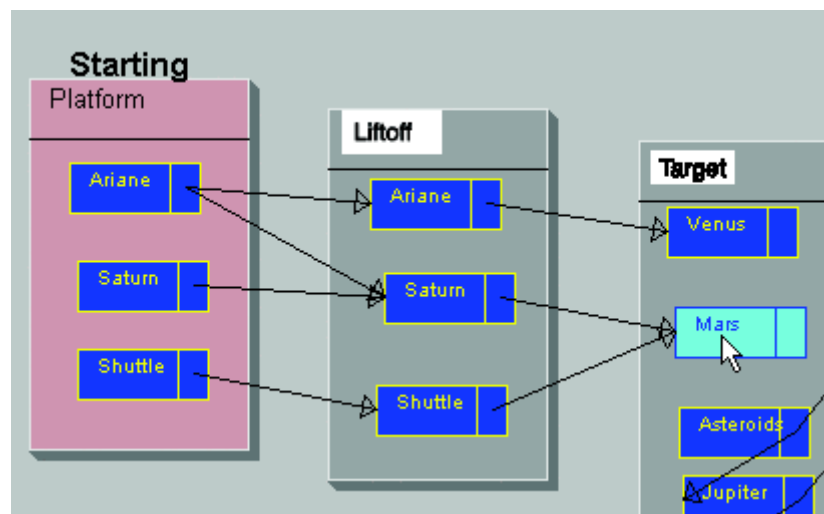 Starting
Platform
Ariane
Saturn
Shuttle
Liftoff
Ariane
Saturn
Shuttle
Target
Venus
Mars
Asteroids
Jupiter